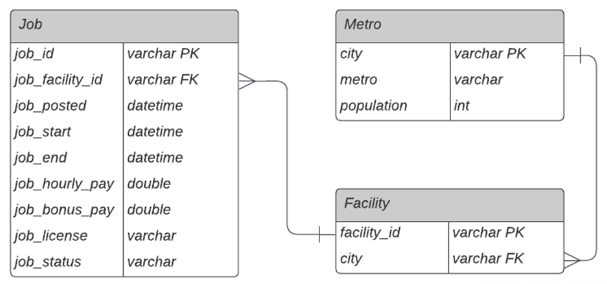 Job
job_id varchar PK
job_facility_id varchar FK
job_posted datetime
job_start datetime
job_end datetime
job_hourly_pay double
job_bonus_pay double
job_license varchar
job_status varchar
Metro
city varchar PK
metro varchar
population int
Facility
facility_id varchar PK
city varchar FK